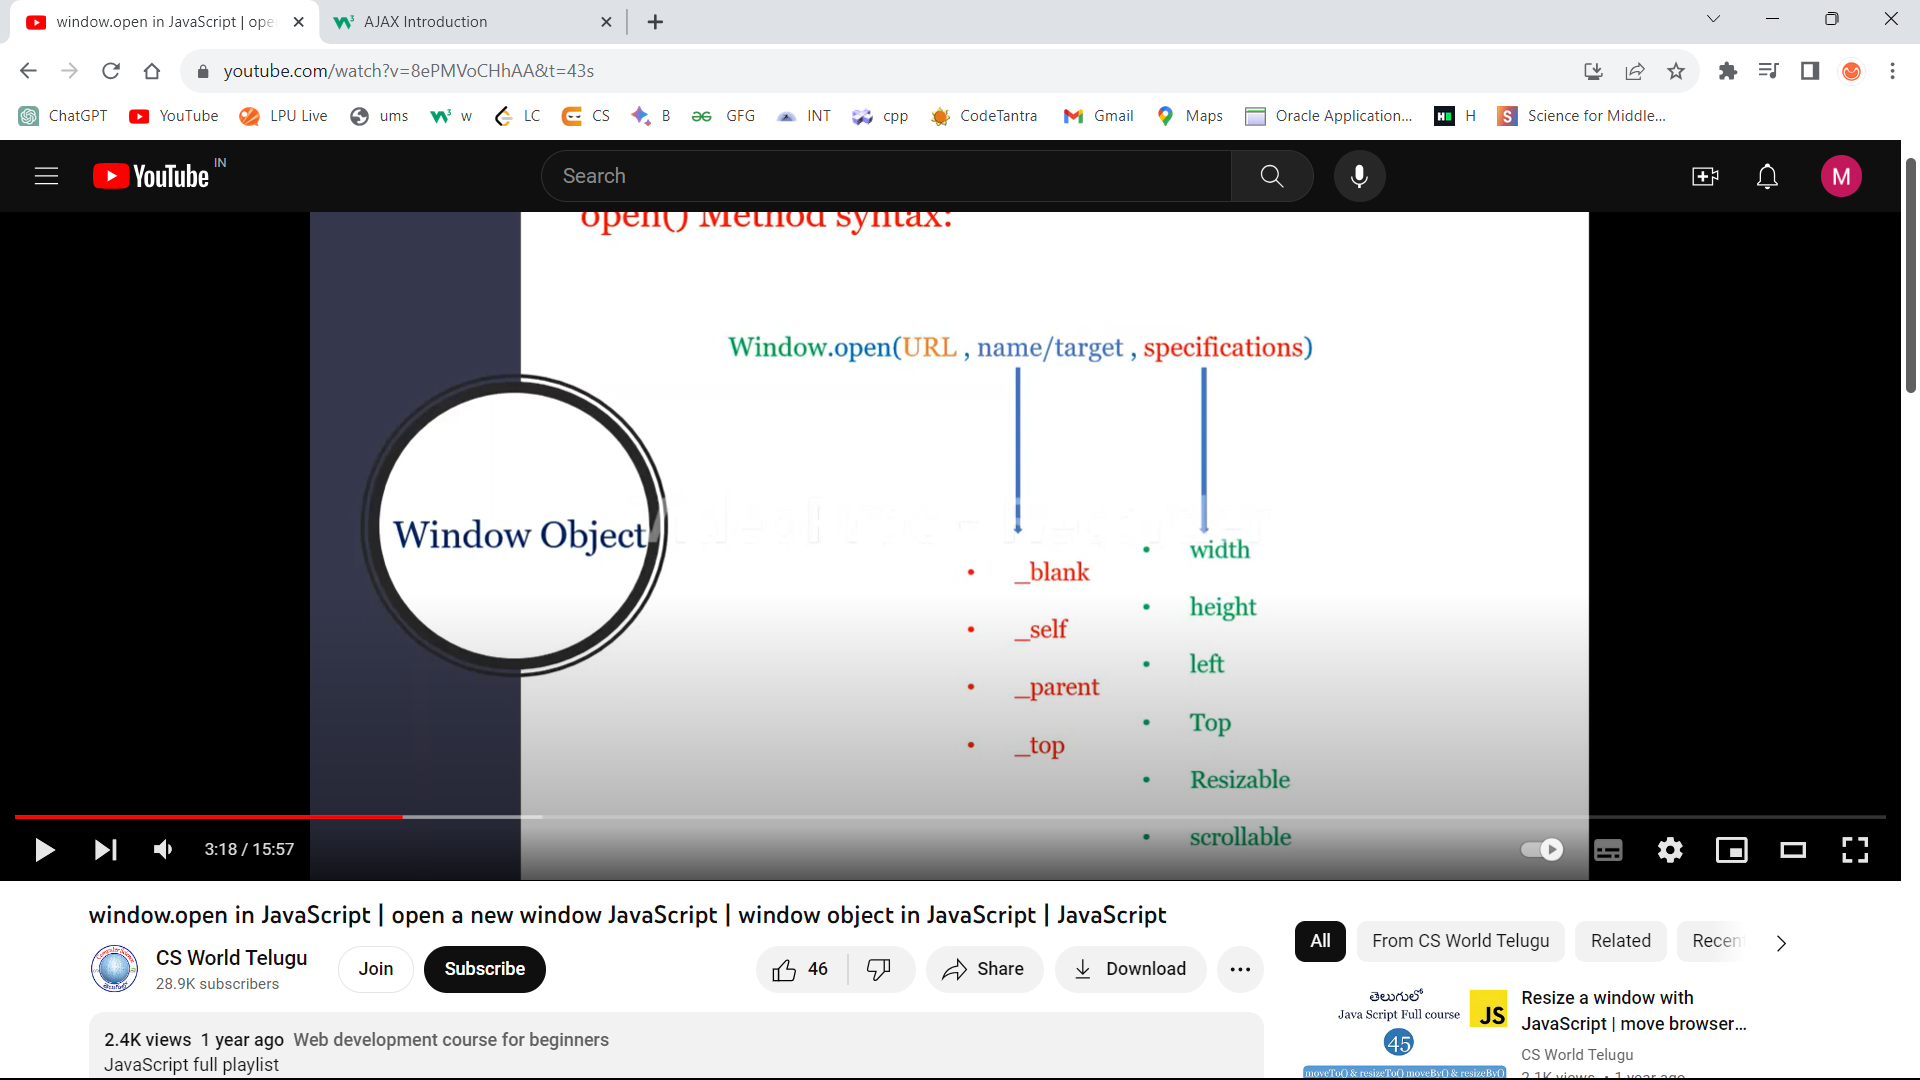 window.open in JavaScript | ope
AJAX Introduction
youtube.com/watch?v=8ePMVoCHhAA&t=43s
ChatGPT YouTube LPU Live ums w LC CS B GFG INT cpp CodeTantra Gmail Maps Oracle Application... H Science for Middle...
YouTube IN
Search
M
open() Method syntax:
Window.open(URL , name/target , specifications)
Window Object
• _blank
• _self
• _parent
• _top
• width
• height
• left
• Top
• Resizable
• scrollable
3:18 / 15:57
window.open in JavaScript | open a new window JavaScript | window object in JavaScript | JavaScript
CS World Telugu
28.9K subscribers
Join
Subscribe
46
Share
Download
2.4K views 1 year ago Web development course for beginners
JavaScript full playlist
All
From CS World Telugu
Related
Recen
తెలుగులో
Java Script Full course
JS
45
moveTo() & resizeTo() moveBy() & resizeBy()
Resize a window with
JavaScript | move browser...
CS World Telugu
2.1K views • 1 year ago